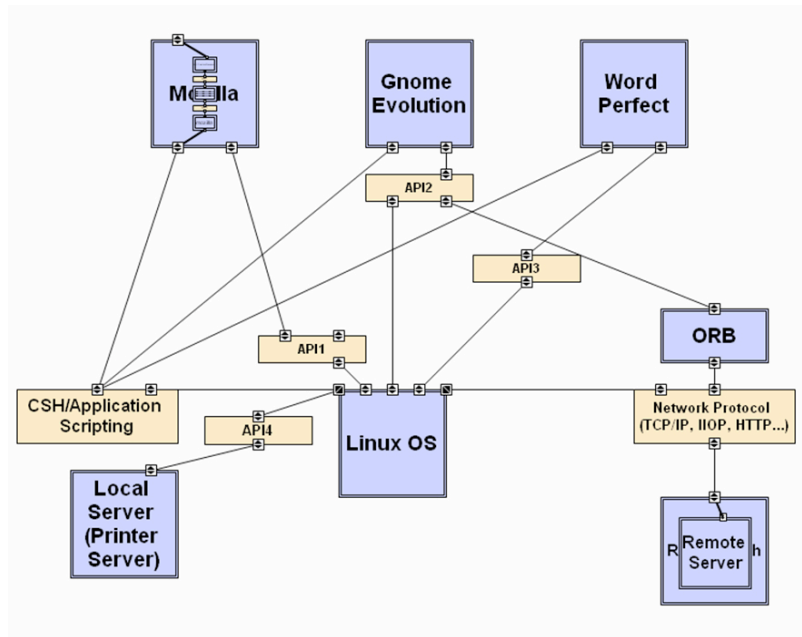 Mozilla
Gnome
Evolution
Word
Perfect
API2
API3
ORB
API1
CSH/Application
Scripting
API4
Linux OS
Network Protocol
(TCP/IP, IIOP, HTTP...)
Local
Server
(Printer
Server)
Remote
Server